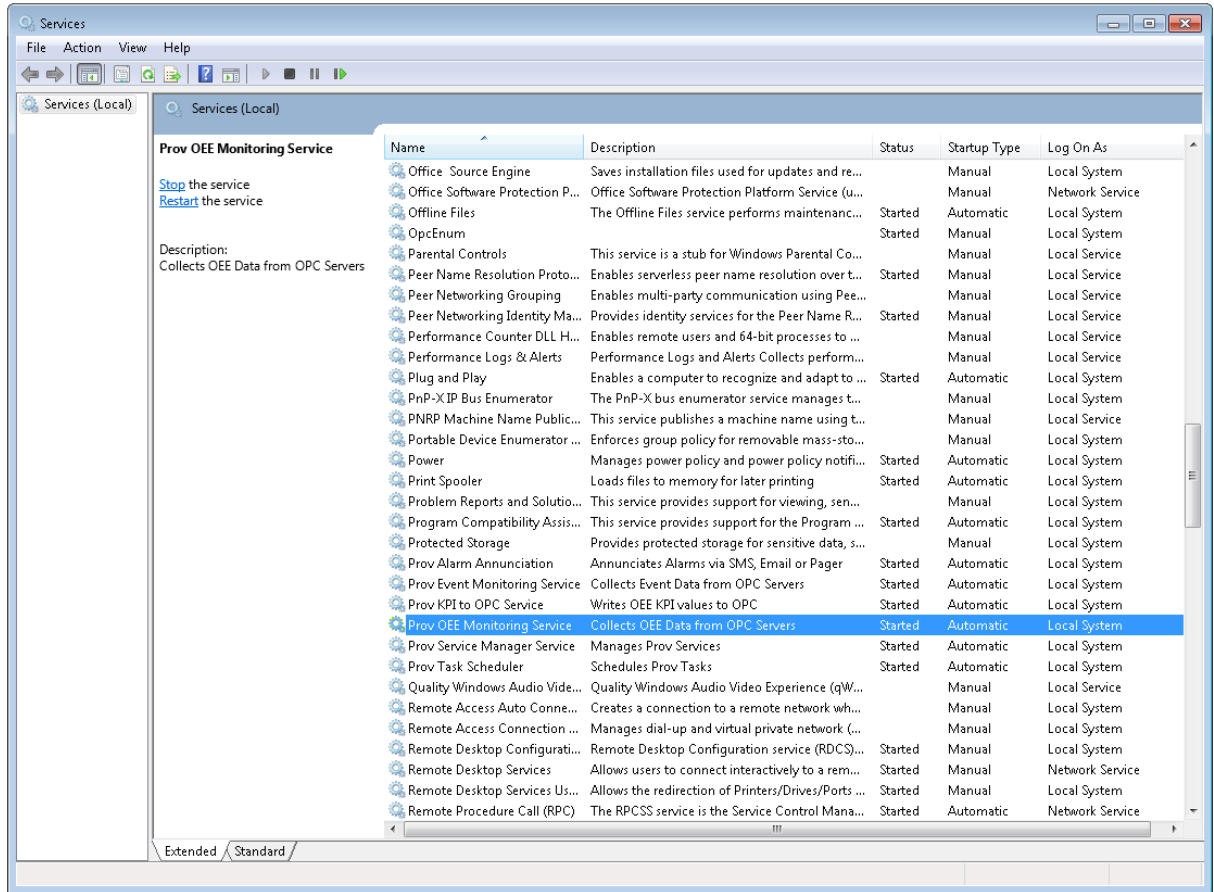 Services
File Action View Help
Services (Local)
Services (Local)
Prov OEE Monitoring Service
Stop the service
Restart the service
Description:
Collects OEE Data from OPC Servers
Name Description Status Startup Type Log On As
Office Source Engine Saves installation files used for updates and re... Manual Local System
Office Software Protection P... Office Software Protection Platform Service (u... Manual Network Service
Offline Files The Offline Files service performs maintenanc... Started Automatic Local System
OpcEnum Started Manual Local System
Parental Controls This service is a stub for Windows Parental Co... Manual Local Service
Peer Name Resolution Proto... Enables serverless peer name resolution over t... Started Manual Local Service
Peer Networking Grouping Enables multi-party communication using Pee... Manual Local Service
Peer Networking Identity Ma... Provides identity services for the Peer Name R... Started Manual Local Service
Performance Counter DLL H... Enables remote users and 64-bit processes to ... Manual Local Service
Performance Logs & Alerts Performance Logs and Alerts Collects perform... Manual Local Service
Plug and Play Enables a computer to recognize and adapt to ... Started Automatic Local System
PnP-X IP Bus Enumerator The PnP-X bus enumerator service manages t... Manual Local System
PNRP Machine Name Public... This service publishes a machine name using t... Manual Local Service
Portable Device Enumerator ... Enforces group policy for removable mass-sto... Manual Local System
Power Manages power policy and power policy notifi... Started Automatic Local System
Print Spooler Loads files to memory for later printing Started Automatic Local System
Problem Reports and Solutio... This service provides support for viewing, sen... Manual Local System
Program Compatibility Assis... This service provides support for the Program ... Started Automatic Local System
Protected Storage Provides protected storage for sensitive data, s... Manual Local System
Prov Alarm Annunciation Annunciates Alarms via SMS, Email or Pager Started Automatic Local System
Prov Event Monitoring Service Collects Event Data from OPC Servers Started Automatic Local System
Prov KPI to OPC Service Writes OEE KPI values to OPC Started Automatic Local System
Prov OEE Monitoring Service Collects OEE Data from OPC Servers Started Automatic Local System
Prov Service Manager Service Manages Prov Services Started Automatic Local System
Prov Task Scheduler Schedules Prov Tasks Started Automatic Local System
Quality Windows Audio Vide... Quality Windows Audio Video Experience (qW... Manual Local Service
Remote Access Auto Conne... Creates a connection to a remote network wh... Manual Local System
Remote Access Connection ... Manages dial-up and virtual private network (... Manual Local System
Remote Desktop Configurati... Remote Desktop Configuration service (RDCS)... Started Manual Local System
Remote Desktop Services Allows users to connect interactively to a rem... Started Manual Network Service
Remote Desktop Services Us... Allows the redirection of Printers/Drives/Ports ... Started Manual Local System
Remote Procedure Call (RPC) The RPCSS service is the Service Control Mana... Started Automatic Network Service
Extended Standard